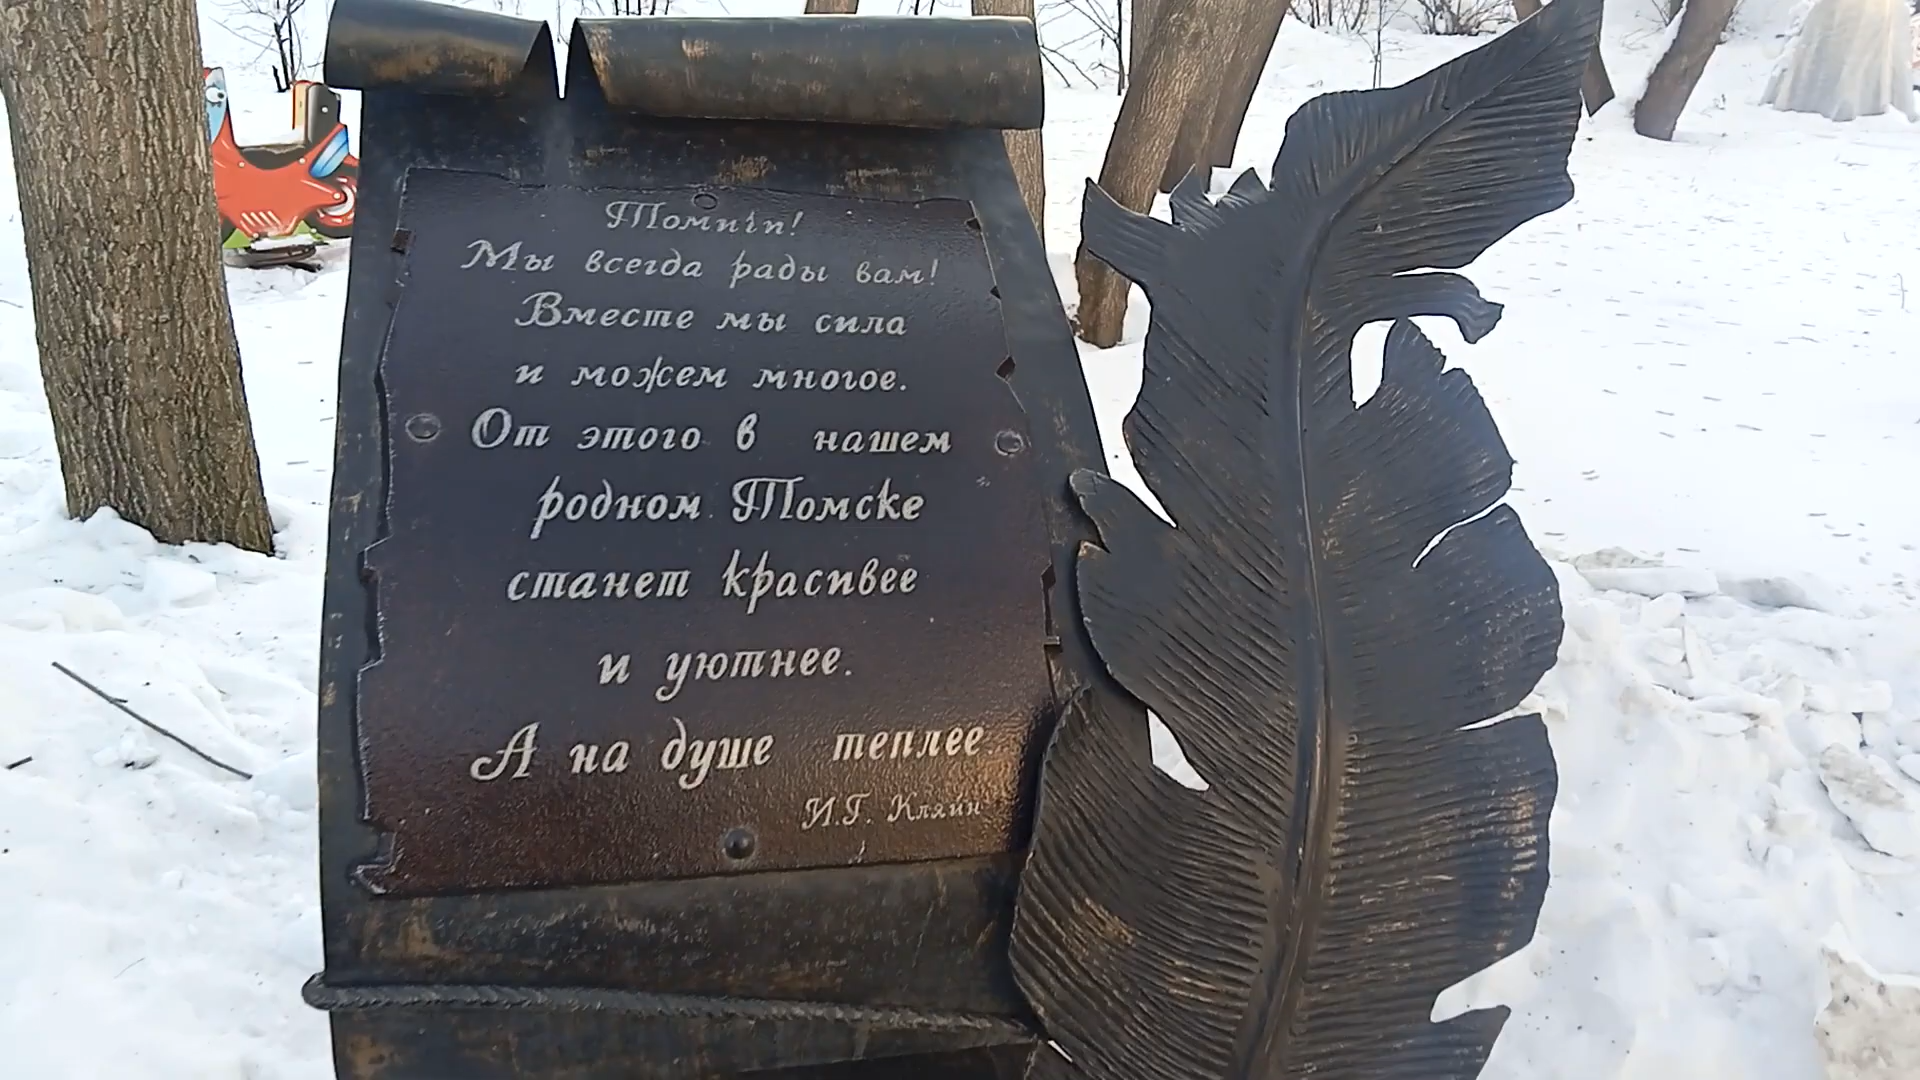 Томичи!
Мы всегда рады вам!
Вместе мы сила
и можем многое.
От этого в нашем
родном Томске
станет красивее
и уютнее.
А на душе теплее
И.Г. Кляйн